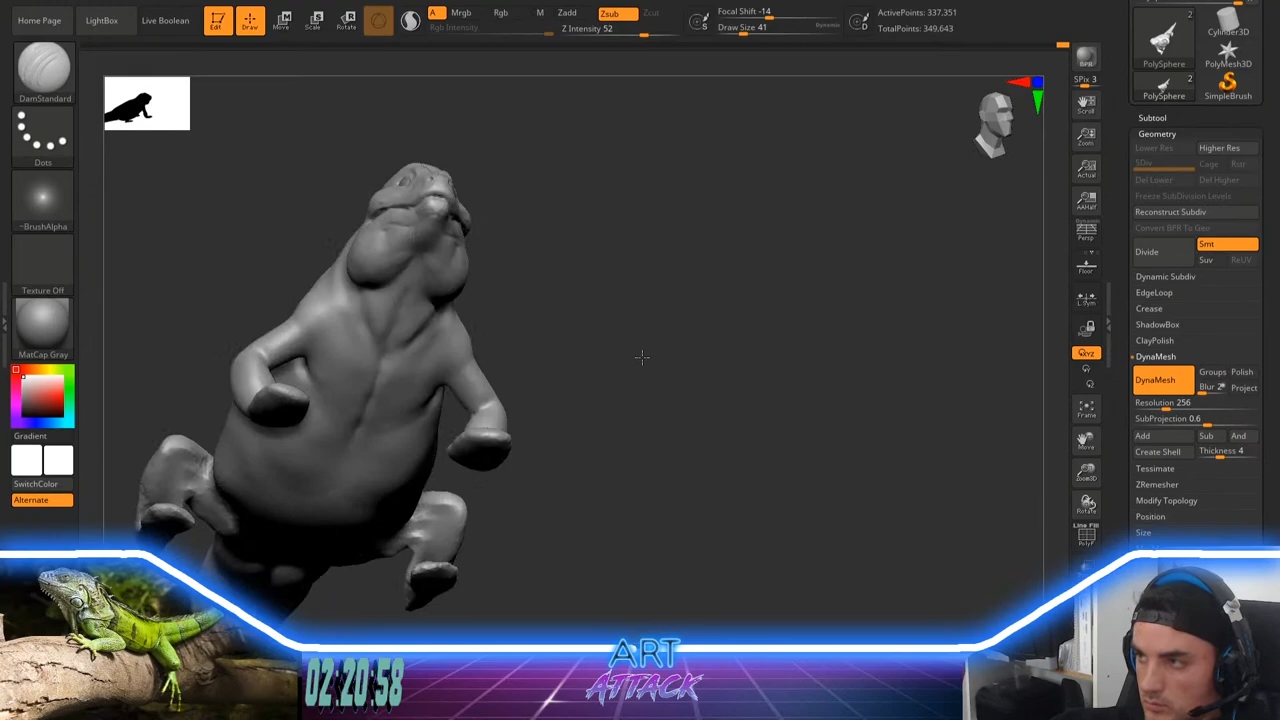 Home Page
LightBox
Live Boolean
Edit
Draw
Move
Scale
Rotate
A
Mrgb
Rgb
M
Zadd
Zsub
Zcut
Rgb Intensity
Z Intensity 52
Focal Shift -14
Draw Size 41
Dynamic
ActivePoints: 337,351
TotalPoints: 349,643
S
D
DamStandard
Dots
~BrushAlpha
Texture Off
MatCap Gray
Gradient
SwitchColor
Alternate
BPR
SPix 3
Scroll
Zoom
Actual
AAHalf
Dynamic
Persp
Floor
L.Sym
XYZ
Frame
Move
Zoom3D
Rotate
Line Fill
PolyF
2
PolySphere
Cylinder3D
PolyMesh3D
2
PolySphere
SimpleBrush
Subtool
Geometry
Lower Res
Higher Res
SDiv
Cage
Rstr
Del Lower
Del Higher
Freeze SubDivision Levels
Reconstruct Subdiv
Convert BPR To Geo
Divide
Smt
Suv
ReUV
Dynamic Subdiv
EdgeLoop
Crease
ShadowBox
ClayPolish
DynaMesh
DynaMesh
Groups
Polish
Blur 2
Project
Resolution 256
SubProjection 0.6
Add
Sub
And
Create Shell
Thickness 4
Tessimate
ZRemesher
Modify Topology
Position
Size
02:20:58
ART
ATTACK